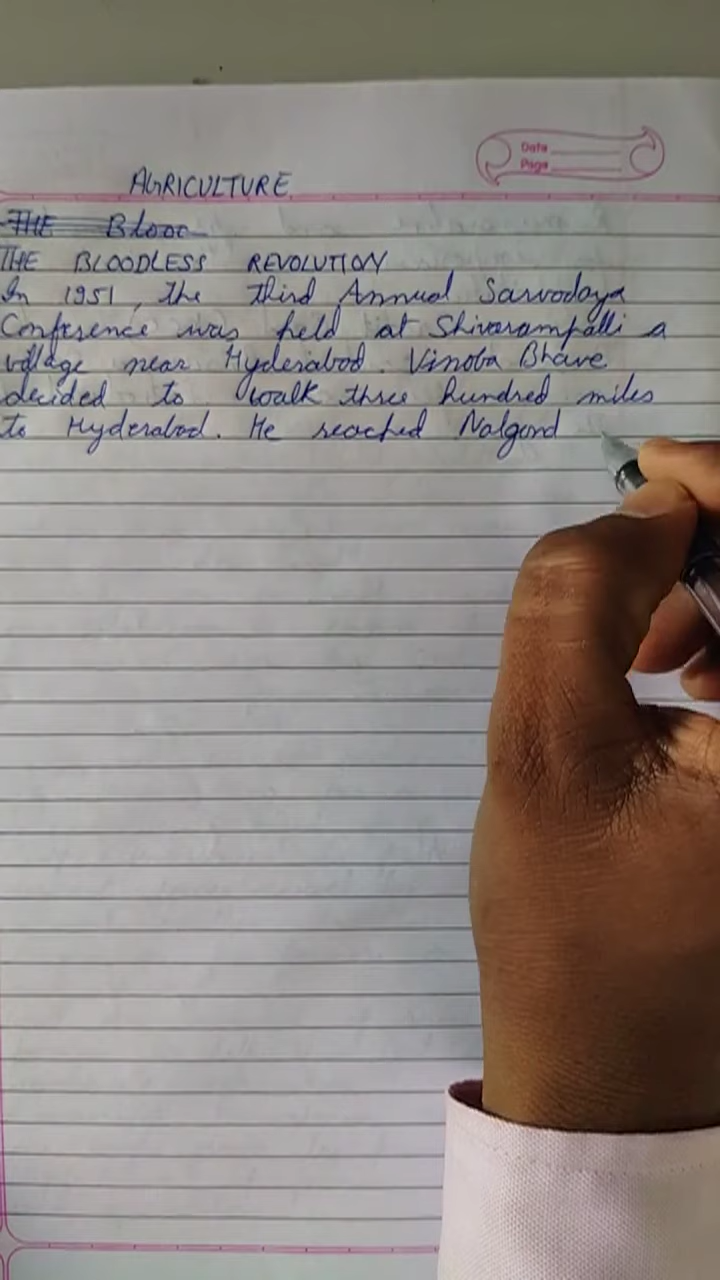 Date
Page
AGRICULTURE
THE Blooc
THE BLOODLESS REVOLUTION
In 1951, the third Annual Sarvodaya
Conference was held at Shivarampalli a
village near Hyderabad. Vinoba Bhave
decided to walk three hundred miles
to Hyderabad. He reached Nalgond